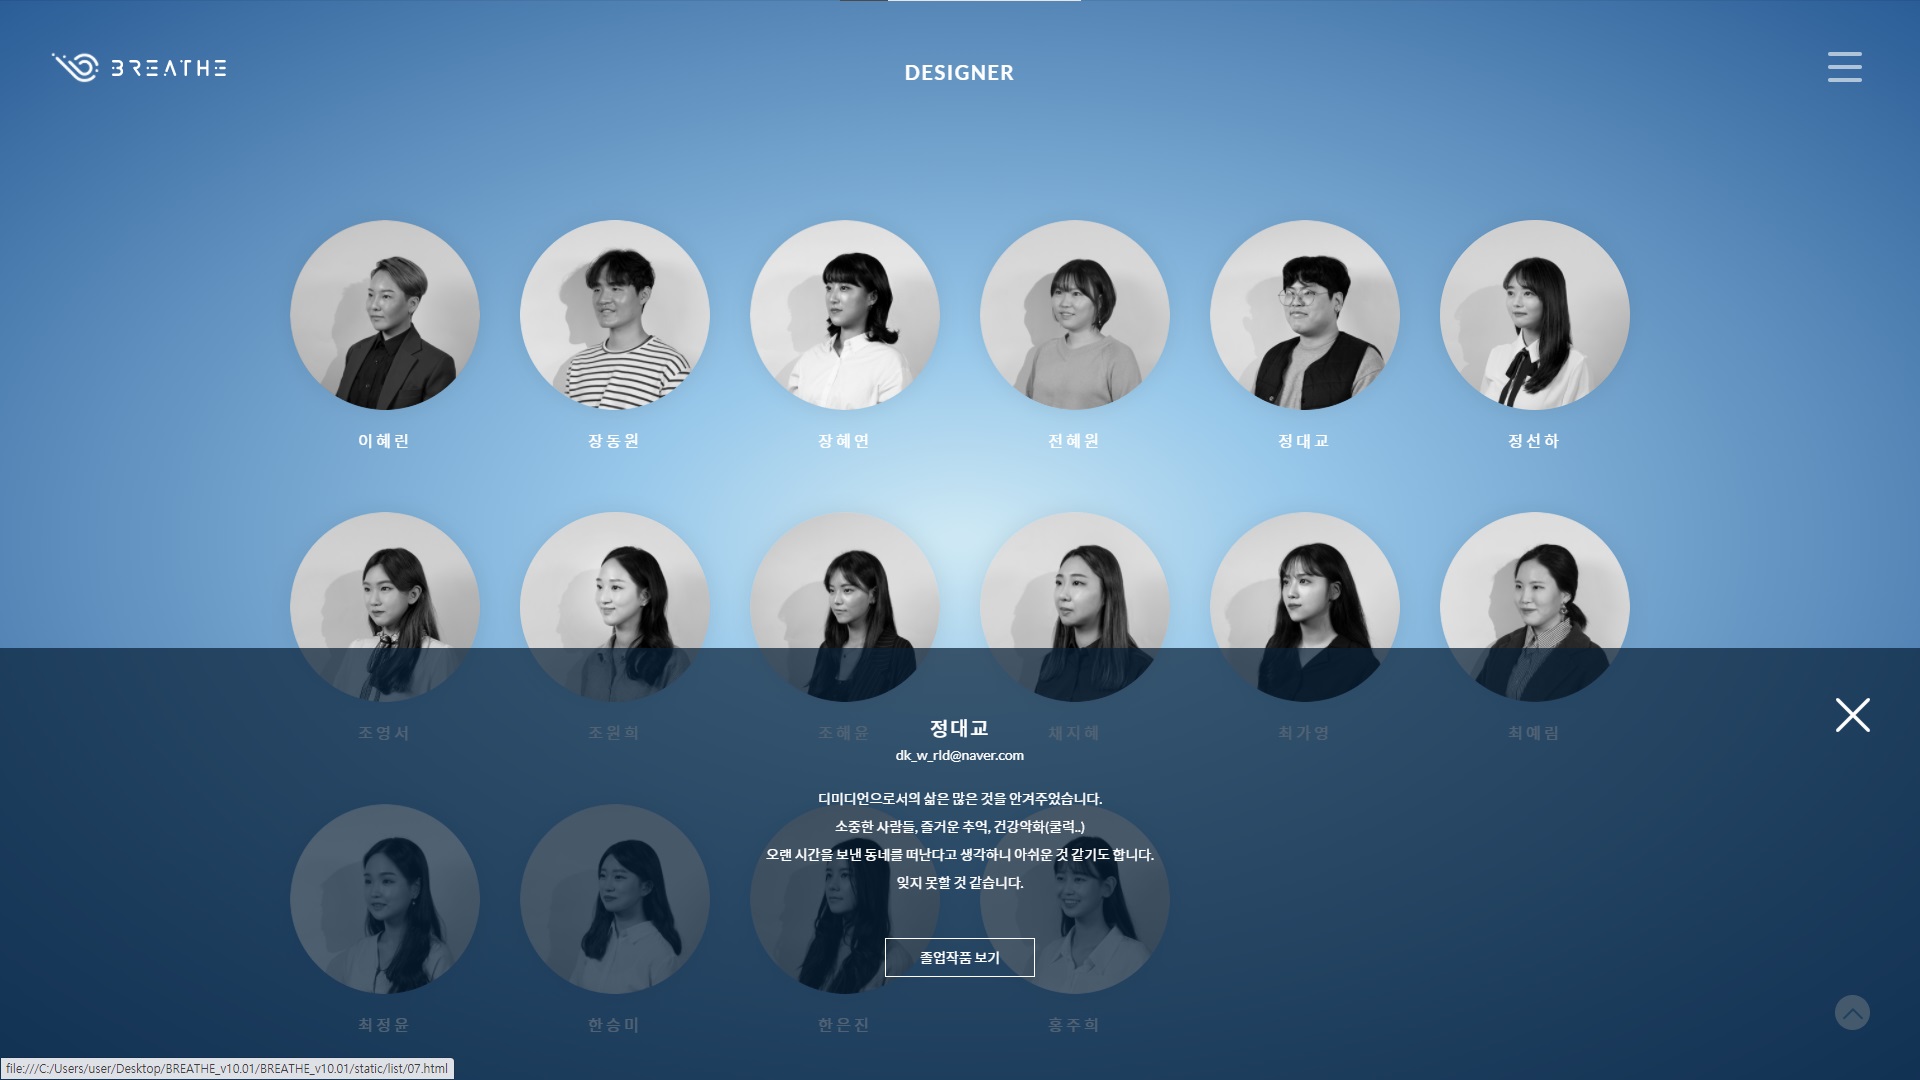 BREATHE
DESIGNER
이혜린
장동원
장혜연
전혜원
정대교
정선하
조영서
조원희
조혜윤
채지혜
최가영
최예림
정대교
dk_w_rld@naver.com
디미디언으로서의 삶은 많은 것을 안겨주었습니다.
소중한 사람들, 즐거운 추억, 건강악화(쿨럭..)
오랜 시간을 보낸 동네를 떠난다고 생각하니 아쉬운 것 같기도 합니다.
잊지 못할 것 같습니다.
졸업작품 보기
최정윤
한승미
한은진
홍주희
file:///C:/Users/user/Desktop/BREATHE_v10.01/BREATHE_v10.01/static/list/07.html